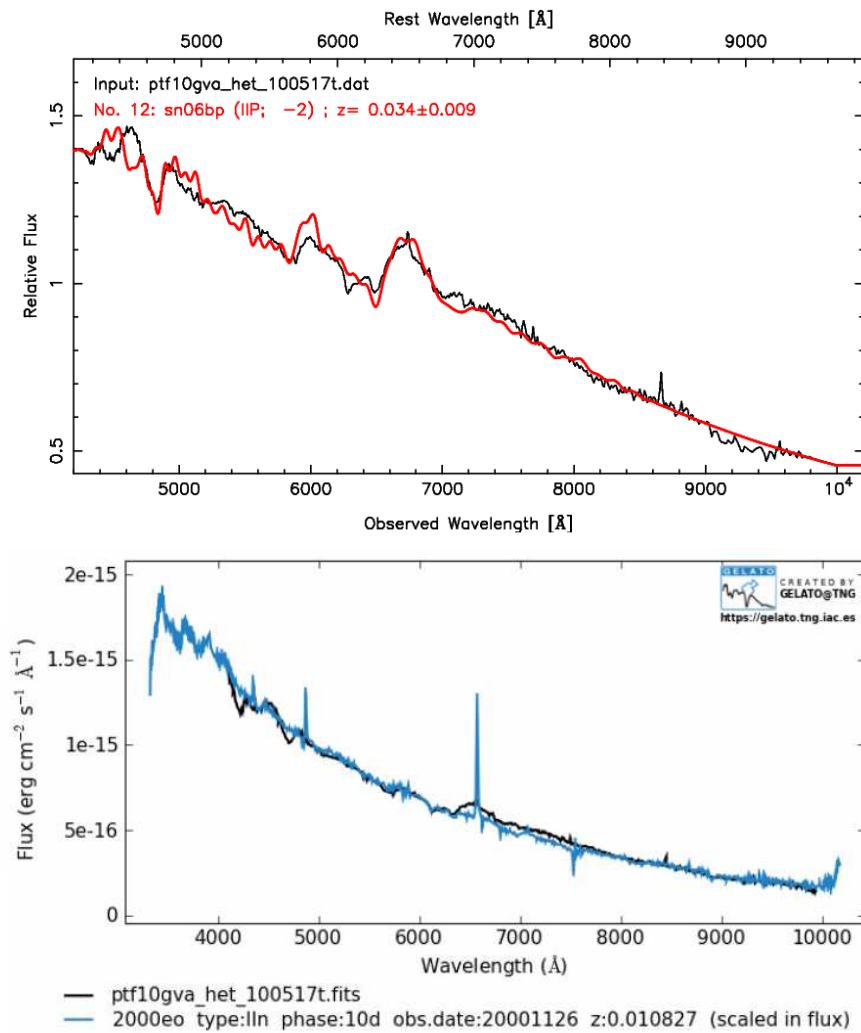 Rest Wavelength [Å]
5000 6000 7000 8000 9000
Input: ptf10gva_het_100517t.dat
No. 12: sn06bp (IIP; -2) ; z= 0.034±0.009
1.5
1
0.5
Relative Flux
5000 6000 7000 8000 9000 10⁴
Observed Wavelength [Å]
2e-15
1.5e-15
1e-15
5e-16
0
Flux (erg cm⁻² s⁻¹ Å⁻¹)
GELATO
CREATED BY
GELATO@TNG
https://gelato.tng.iac.es
4000 5000 6000 7000 8000 9000 10000
Wavelength (Å)
ptf10gva_het_100517t.fits
2000eo type:IIn phase:10d obs.date:20001126 z:0.010827 (scaled in flux)